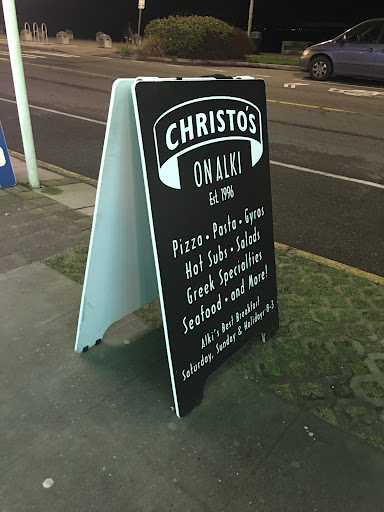 CHRISTO'S
ON ALKI
Est. 1996
Pizza • Pasta • Gyros
Hot Subs • Salads
Greek Specialties
Seafood • and More!
Alki's Best Breakfast
Saturday, Sunday & Holidays 8-3